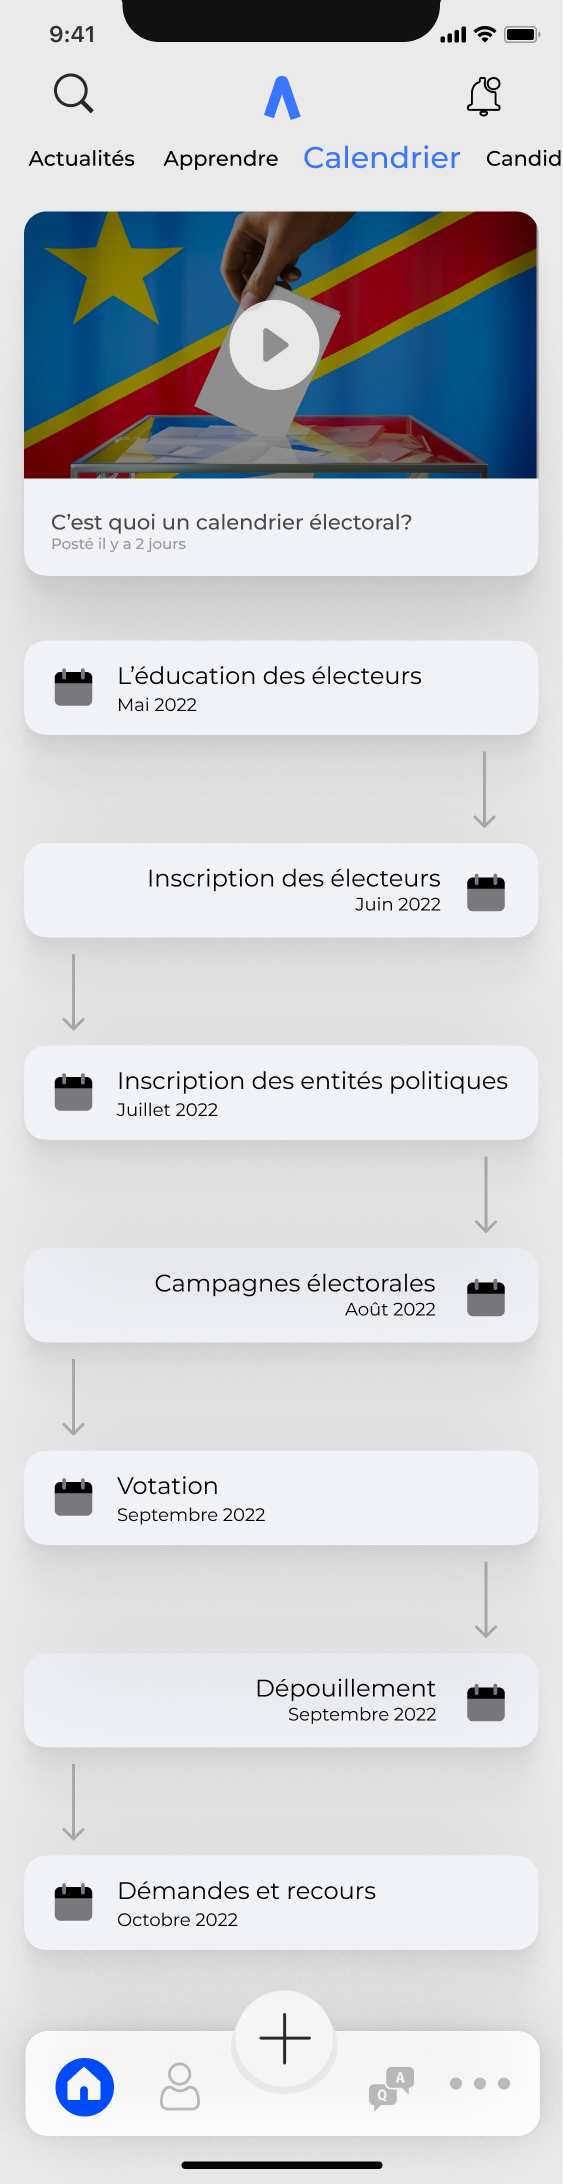 9:41
Actualités Apprendre Calendrier Candid
C’est quoi un calendrier électoral?
Posté il y a 2 jours
L’éducation des électeurs
Mai 2022
Inscription des électeurs
Juin 2022
Inscription des entités politiques
Juillet 2022
Campagnes électorales
Août 2022
Votation
Septembre 2022
Dépouillement
Septembre 2022
Démandes et recours
Octobre 2022
Q A